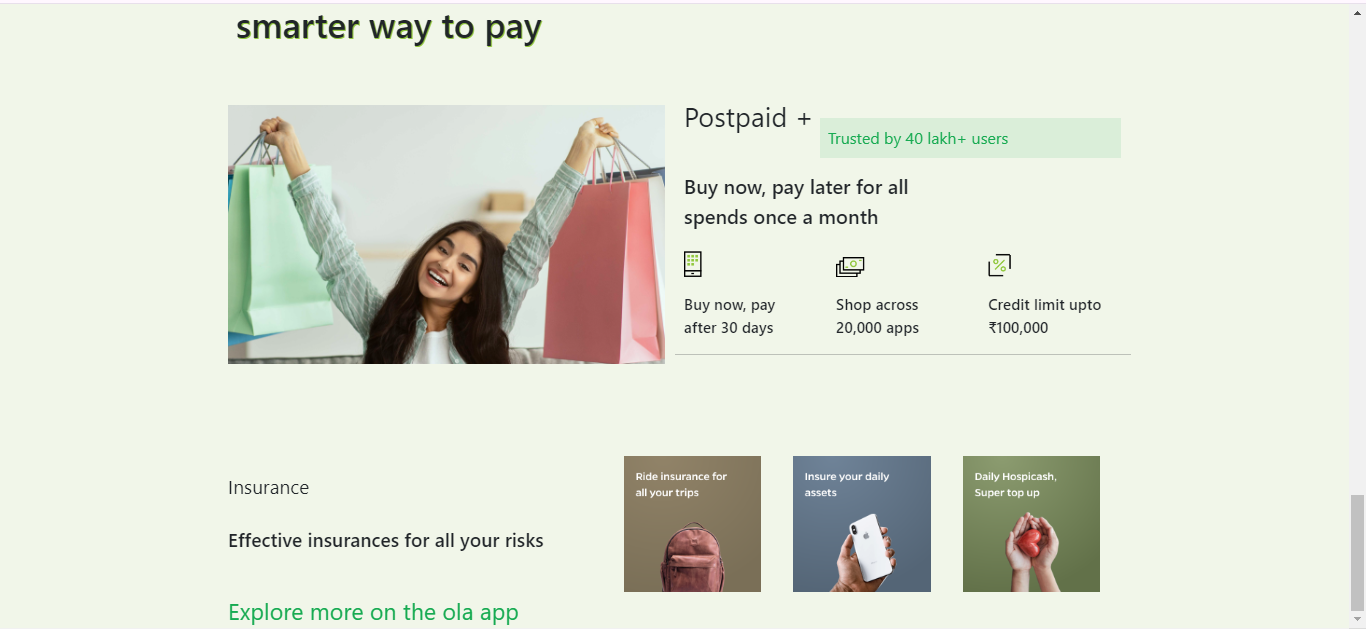 smarter way to pay
Postpaid +
Trusted by 40 lakh+ users
Buy now, pay later for all
spends once a month
Buy now, pay
after 30 days
Shop across
20,000 apps
Credit limit upto
₹100,000
Insurance
Effective insurances for all your risks
Explore more on the ola app
Ride insurance for
all your trips
Insure your daily
assets
Daily Hospicash,
Super top up